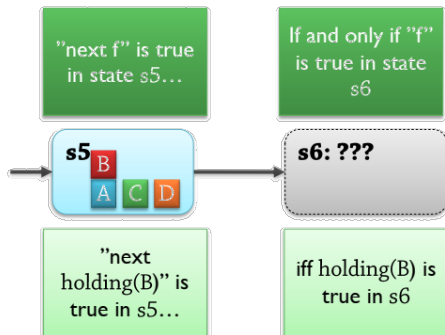 "next f" is true
in state s5...
If and only if "f"
is true in state
s6
s5
B
A C D
s6: ???
"next
holding(B)" is
true in s5...
iff holding(B) is
true in s6